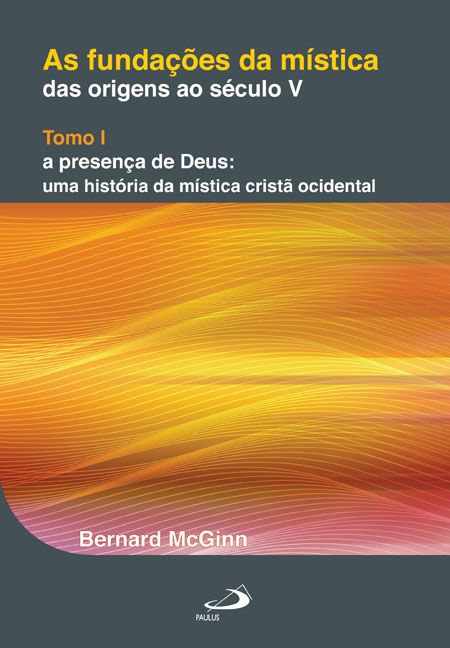 As fundações da mística
das origens ao século V
Tomo I
a presença de Deus:
uma história da mística cristã ocidental
Bernard McGinn
PAULUS